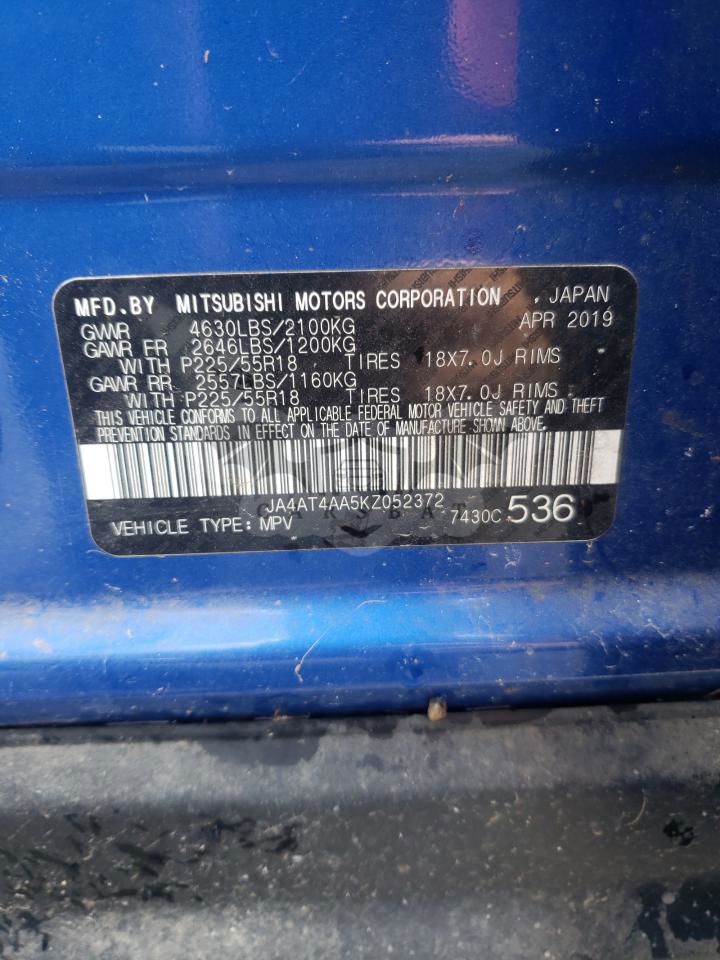 MFD.BY MITSUBISHI MOTORS CORPORATION , JAPAN
GVWR 4630LBS/2100KG APR 2019
GAWR FR 2646LBS/1200KG
WITH P225/55R18 TIRES 18X7.0J RIMS
GAWR RR 2557LBS/1160KG
WITH P225/55R18 TIRES 18X7.0J RIMS
THIS VEHICLE CONFORMS TO ALL APPLICABLE FEDERAL MOTOR VEHICLE SAFETY AND THEFT
PREVENTION STANDARDS IN EFFECT ON THE DATE OF MANUFACTURE SHOWN ABOVE.
JA4AT4AA5KZ052372
CARSBAT
VEHICLE TYPE: MPV 7430C 536